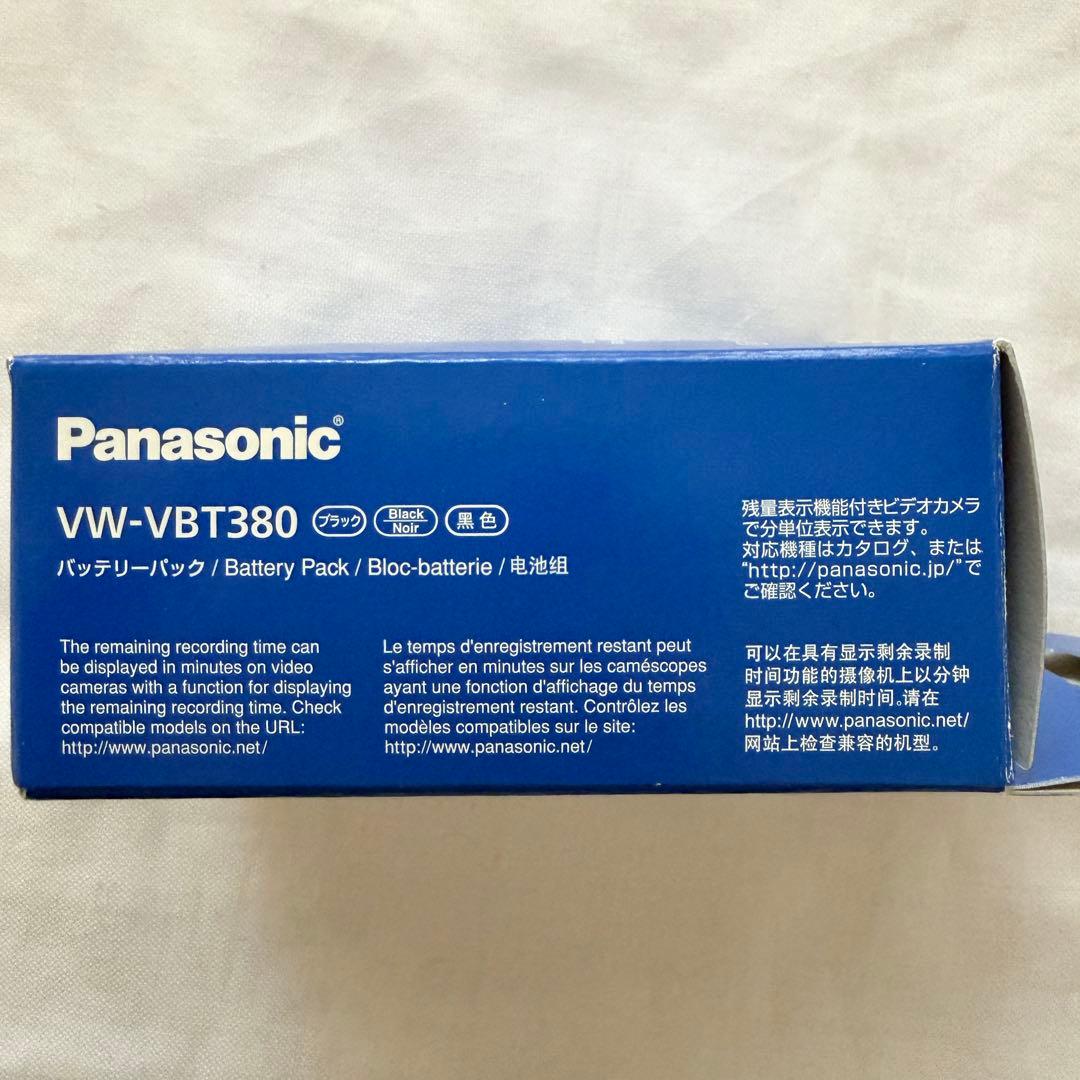 Panasonic®
VW-VBT380 ブラック Black Noir 黑色
バッテリーパック / Battery Pack / Bloc-batterie / 电池组
残量表示機能付きビデオカメラ
で分単位表示できます。
対応機種はカタログ、または
"http://panasonic.jp/"で
ご確認ください。
The remaining recording time can
be displayed in minutes on video
cameras with a function for displaying
the remaining recording time. Check
compatible models on the URL:
http://www.panasonic.net/
Le temps d'enregistrement restant peut
s'afficher en minutes sur les caméscopes
ayant une fonction d'affichage du temps
d'enregistrement restant. Contrôlez les
modèles compatibles sur le site:
http://www.panasonic.net/
可以在具有显示剩余录制
时间功能的摄像机上以分钟
显示剩余录制时间。请在
http://www.panasonic.net/
网站上检查兼容的机型。